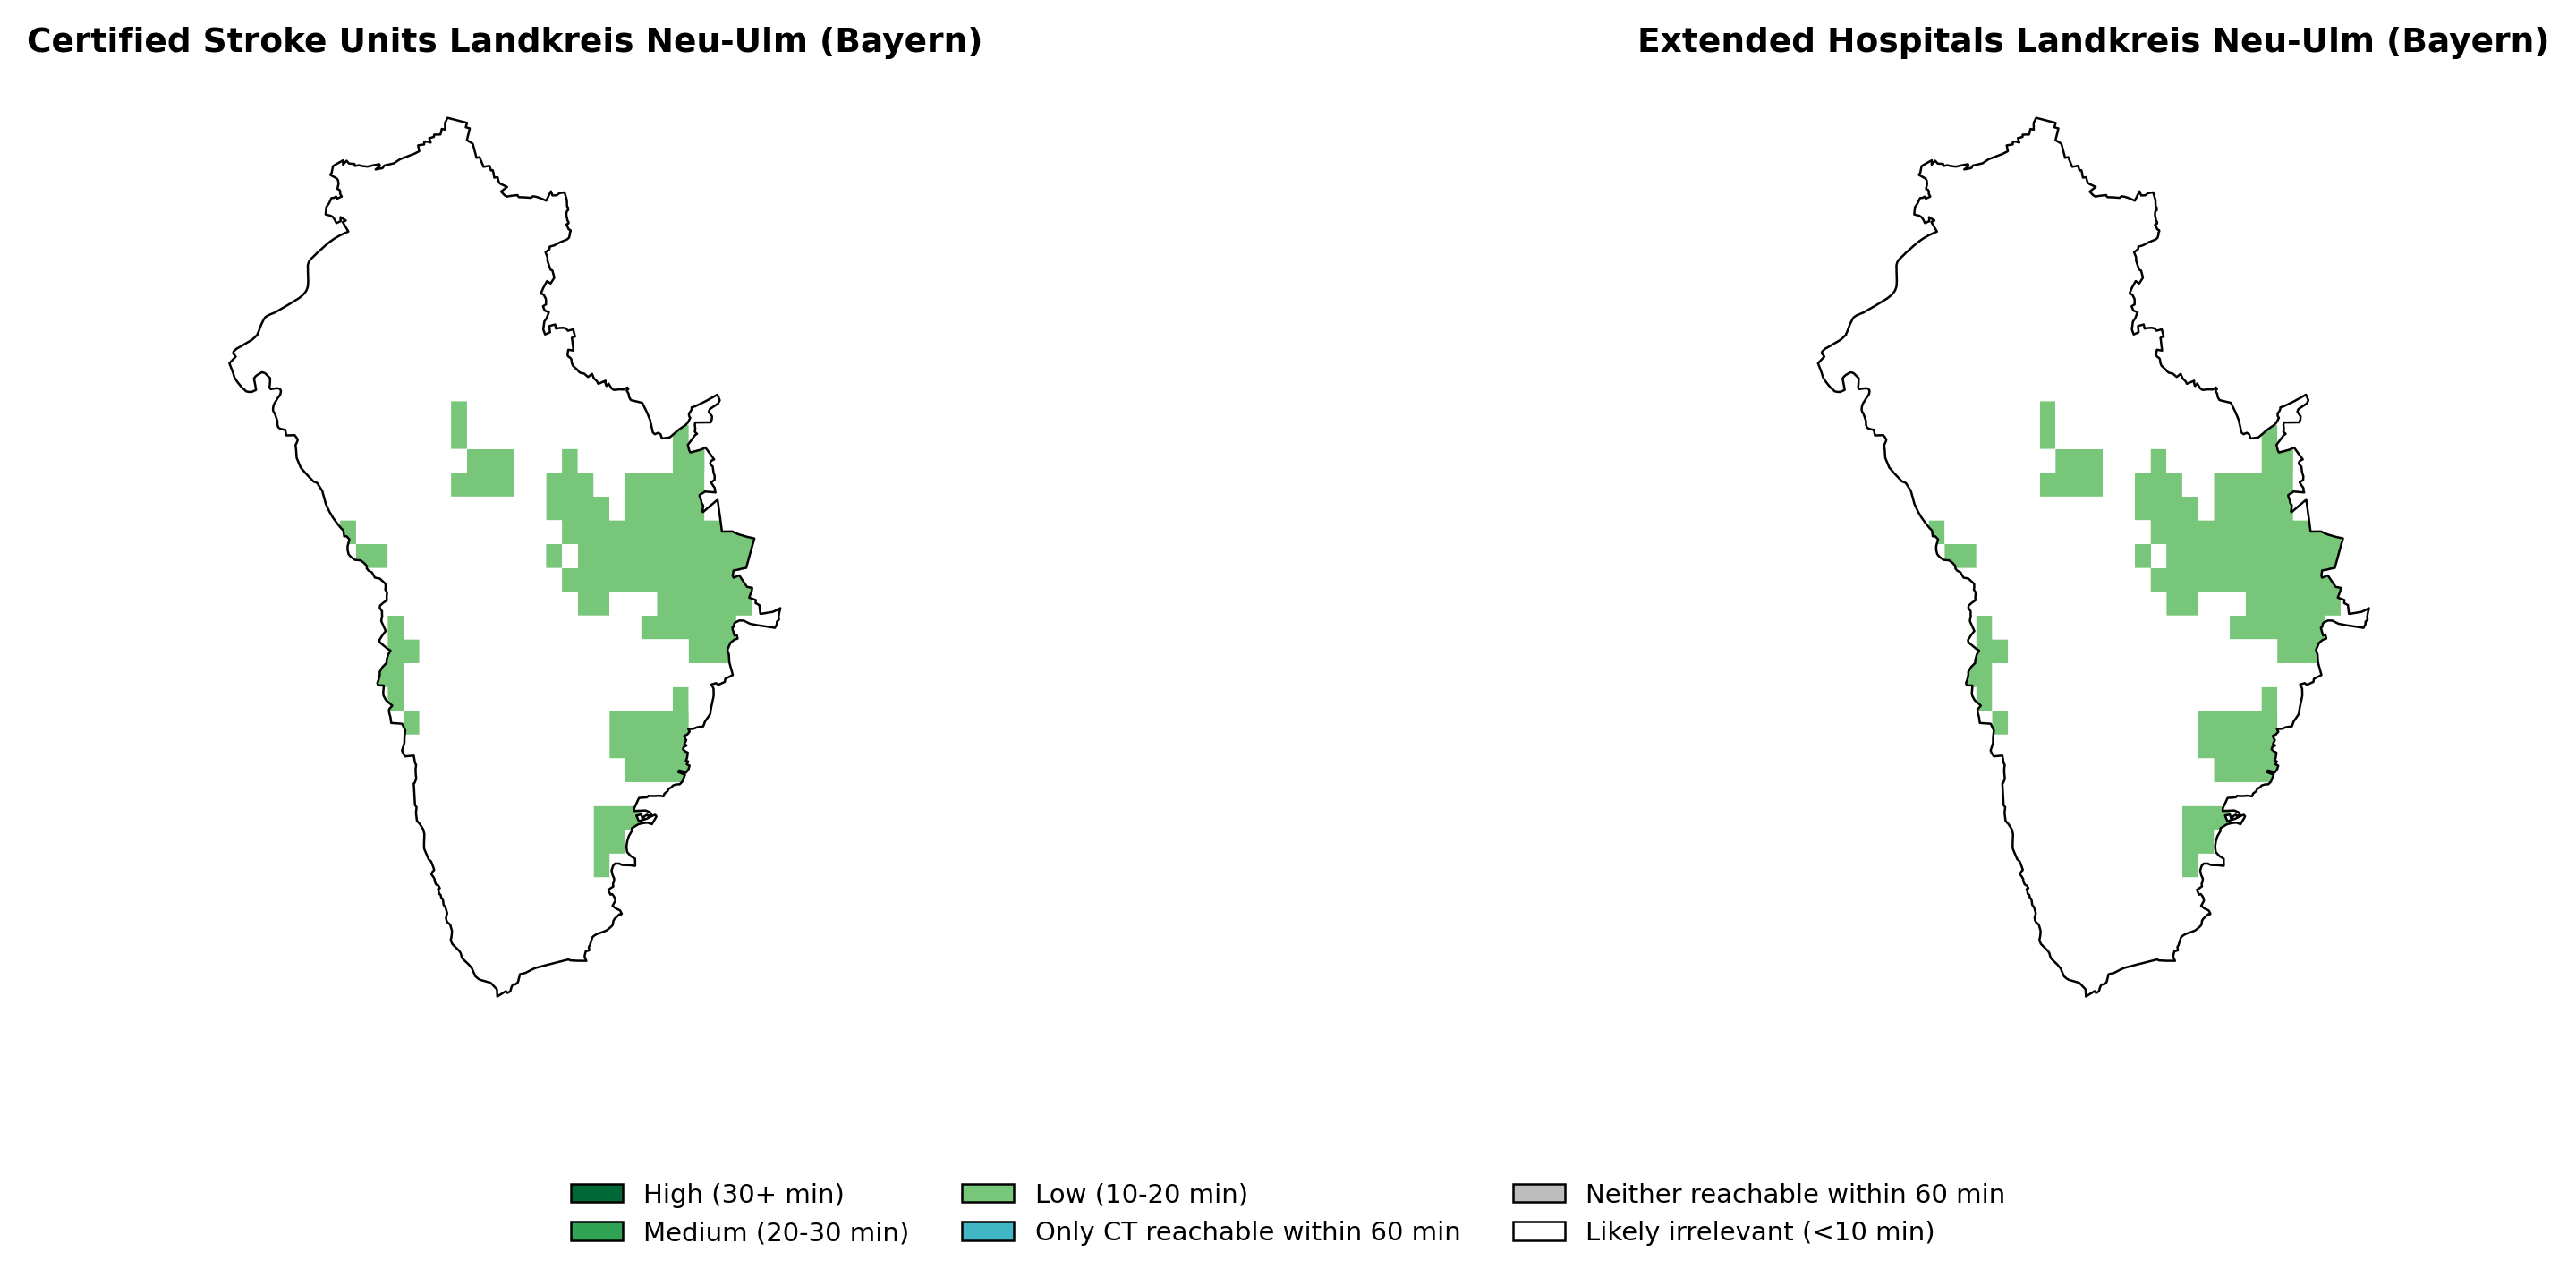 Certified Stroke Units Landkreis Neu-Ulm (Bayern)
Extended Hospitals Landkreis Neu-Ulm (Bayern)
High (30+ min)
Medium (20-30 min)
Low (10-20 min)
Only CT reachable within 60 min
Neither reachable within 60 min
Likely irrelevant (<10 min)